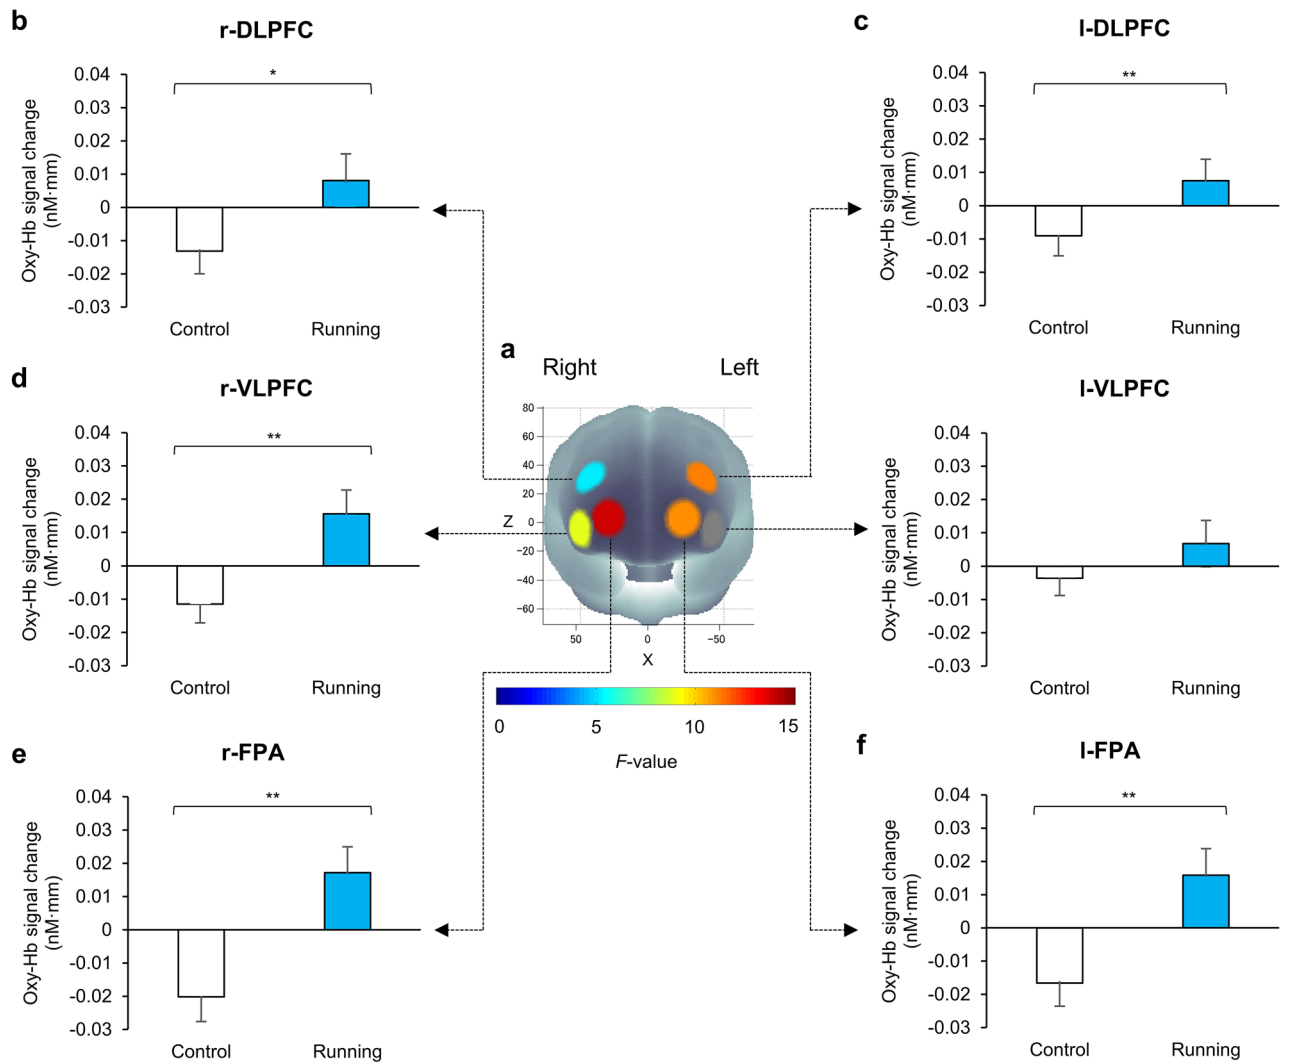 b
r-DLPFC
*
0.04
0.03
0.02
0.01
0
-0.01
-0.02
-0.03
Oxy-Hb signal change
(nM·mm)
Control Running
c
l-DLPFC
**
0.04
0.03
0.02
0.01
0
-0.01
-0.02
-0.03
Oxy-Hb signal change
(nM·mm)
Control Running
a
Right Left
80
60
40
20
0
−20
−40
−60
Z
50 0 −50
X
0 5 10 15
F-value
d
r-VLPFC
**
0.04
0.03
0.02
0.01
0
-0.01
-0.02
-0.03
Oxy-Hb signal change
(nM·mm)
Control Running
l-VLPFC
0.04
0.03
0.02
0.01
0
-0.01
-0.02
-0.03
Oxy-Hb signal change
(nM·mm)
Control Running
e
r-FPA
**
0.04
0.03
0.02
0.01
0
-0.01
-0.02
-0.03
Oxy-Hb signal change
(nM·mm)
Control Running
f
l-FPA
**
0.04
0.03
0.02
0.01
0
-0.01
-0.02
-0.03
Oxy-Hb signal change
(nM·mm)
Control Running